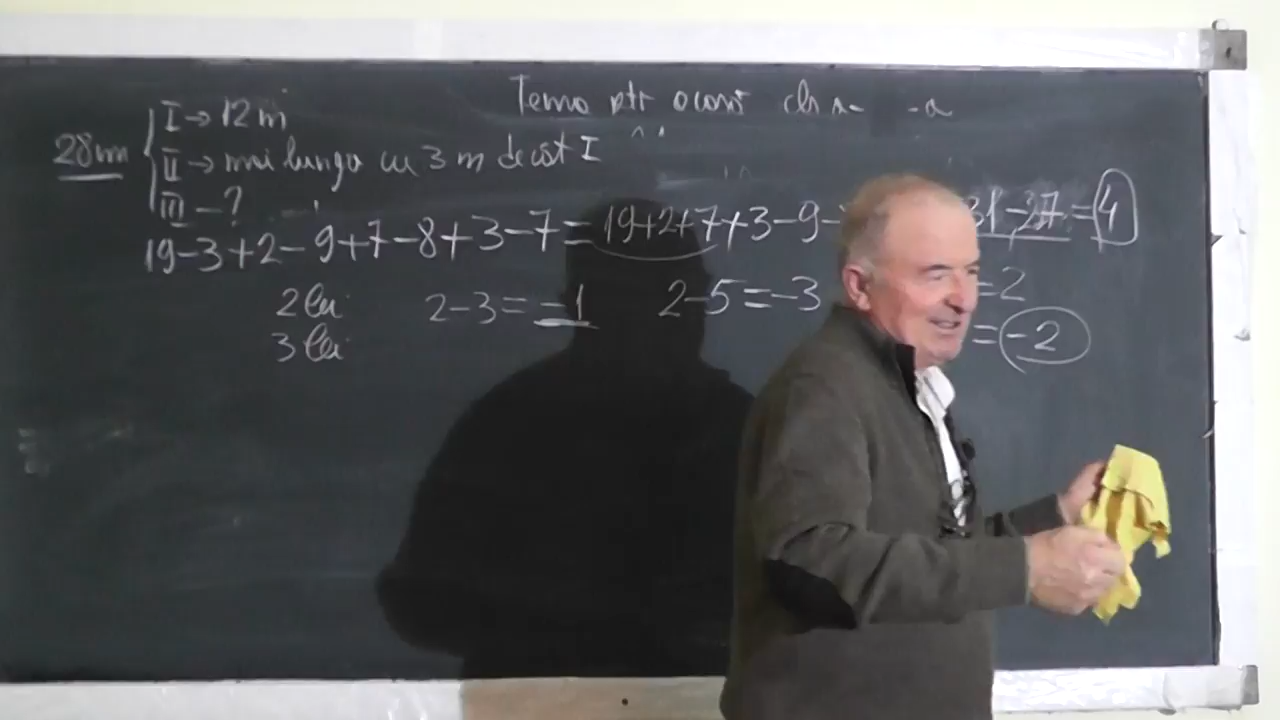 Tema ptr acasă
28m
I → 12 m
II → mai lungă cu 3 m decât I
III - ?
19-3+2-9+7-8+3-7=19+2+7+3-9- 31-27=4
2 lei 2-3=-1 2-5=-3 =2
3 lei =-2